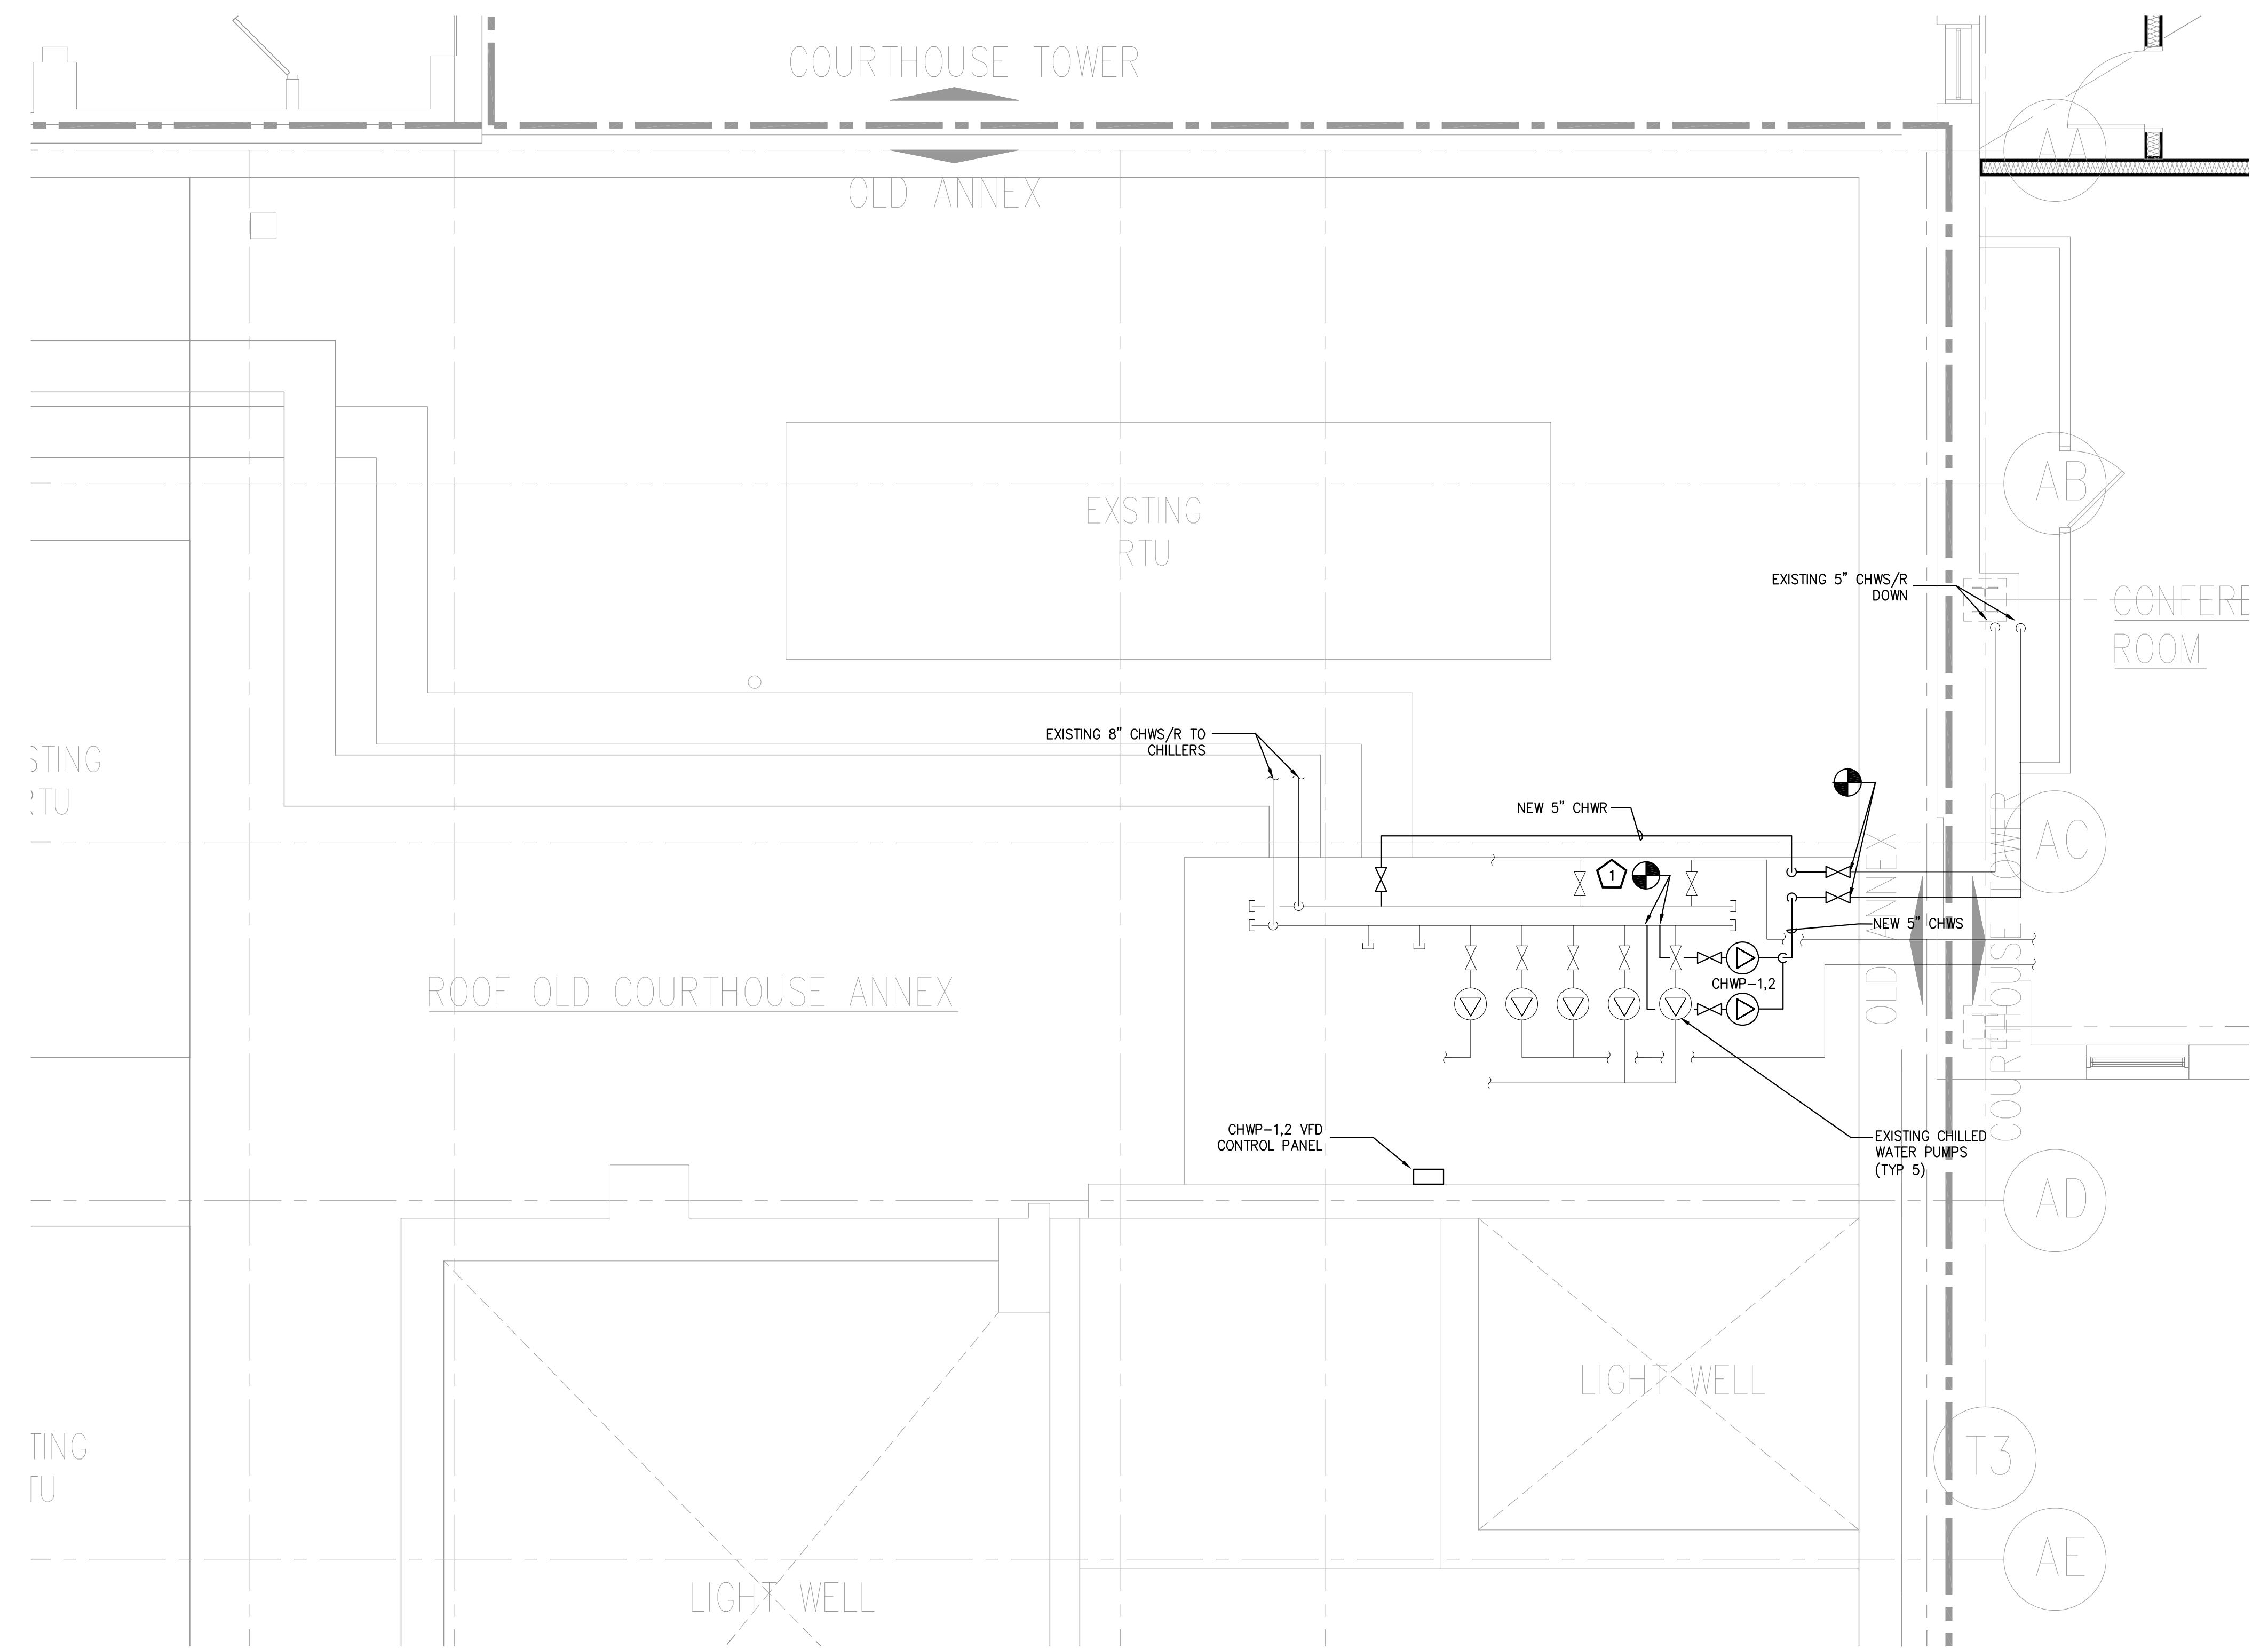 COURTHOUSE TOWER
OLD ANNEX
AA
EXSTING
RTU
AB
EXISTING 5" CHWS/R
DOWN
CONFERE
ROOM
EXISTING 8" CHWS/R TO
CHILLERS
STING
RTU
NEW 5" CHWR
1
AC
OLD ANNEX
COURTHOUSE TOWER
NEW 5" CHWS
CHWP-1,2
ROOF OLD COURTHOUSE ANNEX
CHWP-1,2 VFD
CONTROL PANEL
EXISTING CHILLED
WATER PUMPS
(TYP 5)
AD
LIGHT WELL
TING
TU
T3
LIGHT WELL
AE